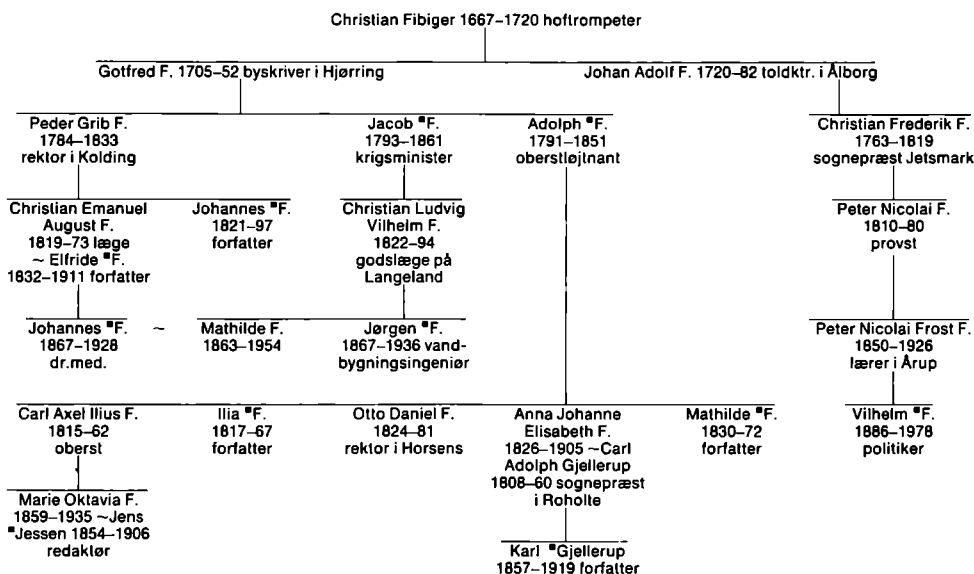 Christian Fibiger 1667–1720 hoftrompeter
Gotfred F. 1705–52 byskriver i Hjørring
Johan Adolf F. 1720–82 toldktr. i Ålborg
Peder Grib F.
1784–1833
rektor i Kolding
Jacob ■F.
1793–1861
krigsminister
Adolph ■F.
1791–1851
oberstløjtnant
Christian Frederik F.
1763–1819
sognepræst Jetsmark
Christian Emanuel
August F.
1819–73 læge
~ Elfride ■F.
1832–1911 forfatter
Johannes ■F.
1821–97
forfatter
Christian Ludvig
Vilhelm F.
1822–94
godslæge på
Langeland
Peter Nicolai F.
1810–80
provst
Johannes ■F.
1867–1928
dr.med.
~
Mathilde F.
1863–1954
Jørgen ■F.
1867–1936 vand-
bygningsingeniør
Peter Nicolai Frost F.
1850–1926
lærer i Årup
Carl Axel Ilius F.
1815–62
oberst
Ilia ■F.
1817–67
forfatter
Otto Daniel F.
1824–81
rektor i Horsens
Anna Johanne
Elisabeth F.
1826–1905 ~Carl
Adolph Gjellerup
1808–60 sognepræst
i Roholte
Mathilde ■F.
1830–72
forfatter
Vilhelm ■F.
1886–1978
politiker
Marie Oktavia F.
1859–1935 ~Jens
■Jessen 1854–1906
redaktør
Karl ■Gjellerup
1857–1919 forfatter